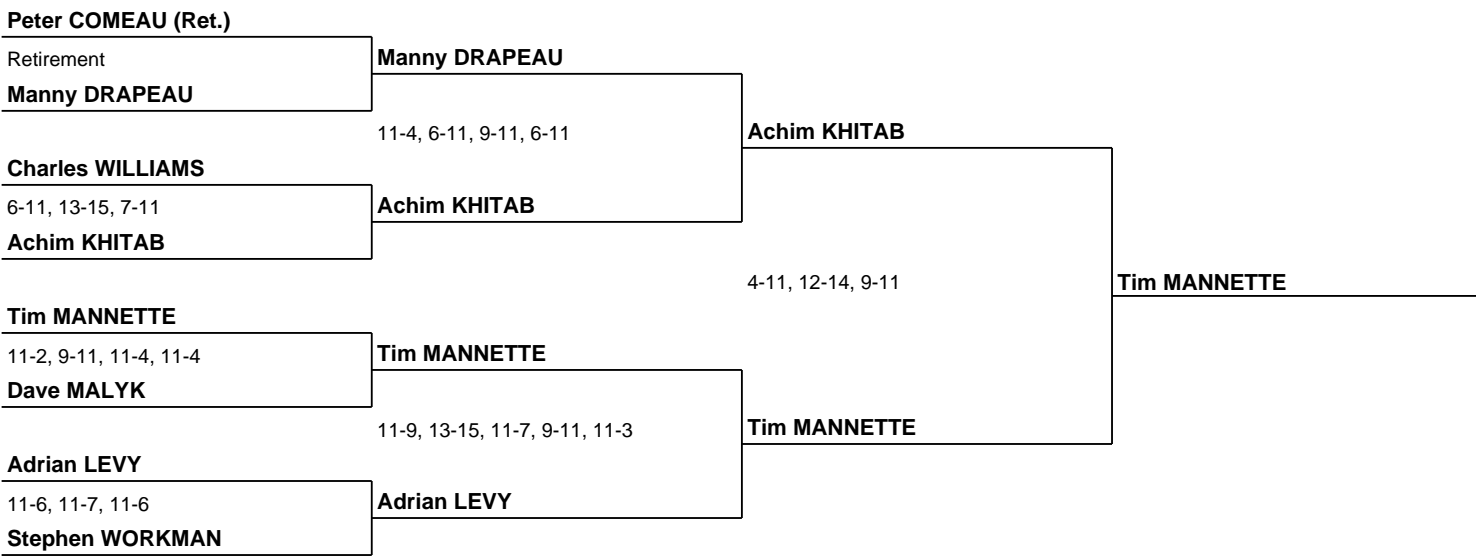 Peter COMEAU (Ret.)
Retirement
Manny DRAPEAU
Manny DRAPEAU
11-4, 6-11, 9-11, 6-11
Achim KHITAB
Charles WILLIAMS
6-11, 13-15, 7-11
Achim KHITAB
Achim KHITAB
4-11, 12-14, 9-11
Tim MANNETTE
Tim MANNETTE
11-2, 9-11, 11-4, 11-4
Tim MANNETTE
Dave MALYK
11-9, 13-15, 11-7, 9-11, 11-3
Tim MANNETTE
Adrian LEVY
11-6, 11-7, 11-6
Adrian LEVY
Stephen WORKMAN